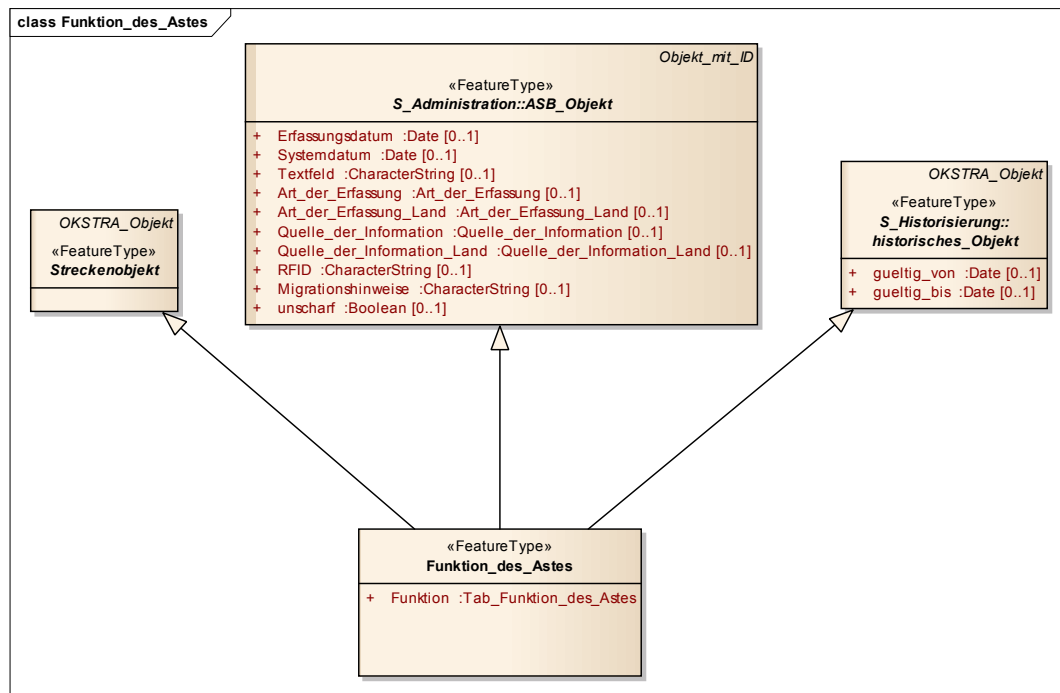 class Funktion_des_Astes
Objekt_mit_ID
«FeatureType»
S_Administration::ASB_Objekt
+ Erfassungsdatum :Date [0..1]
+ Systemdatum :Date [0..1]
+ Textfeld :CharacterString [0..1]
+ Art_der_Erfassung :Art_der_Erfassung [0..1]
+ Art_der_Erfassung_Land :Art_der_Erfassung_Land [0..1]
+ Quelle_der_Information :Quelle_der_Information [0..1]
+ Quelle_der_Information_Land :Quelle_der_Information_Land [0..1]
+ RFID :CharacterString [0..1]
+ Migrationshinweise :CharacterString [0..1]
+ unscharf :Boolean [0..1]
OKSTRA_Objekt
«FeatureType»
Streckenobjekt
OKSTRA_Objekt
«FeatureType»
S_Historisierung::
historisches_Objekt
+ gueltig_von :Date [0..1]
+ gueltig_bis :Date [0..1]
«FeatureType»
Funktion_des_Astes
+ Funktion :Tab_Funktion_des_Astes